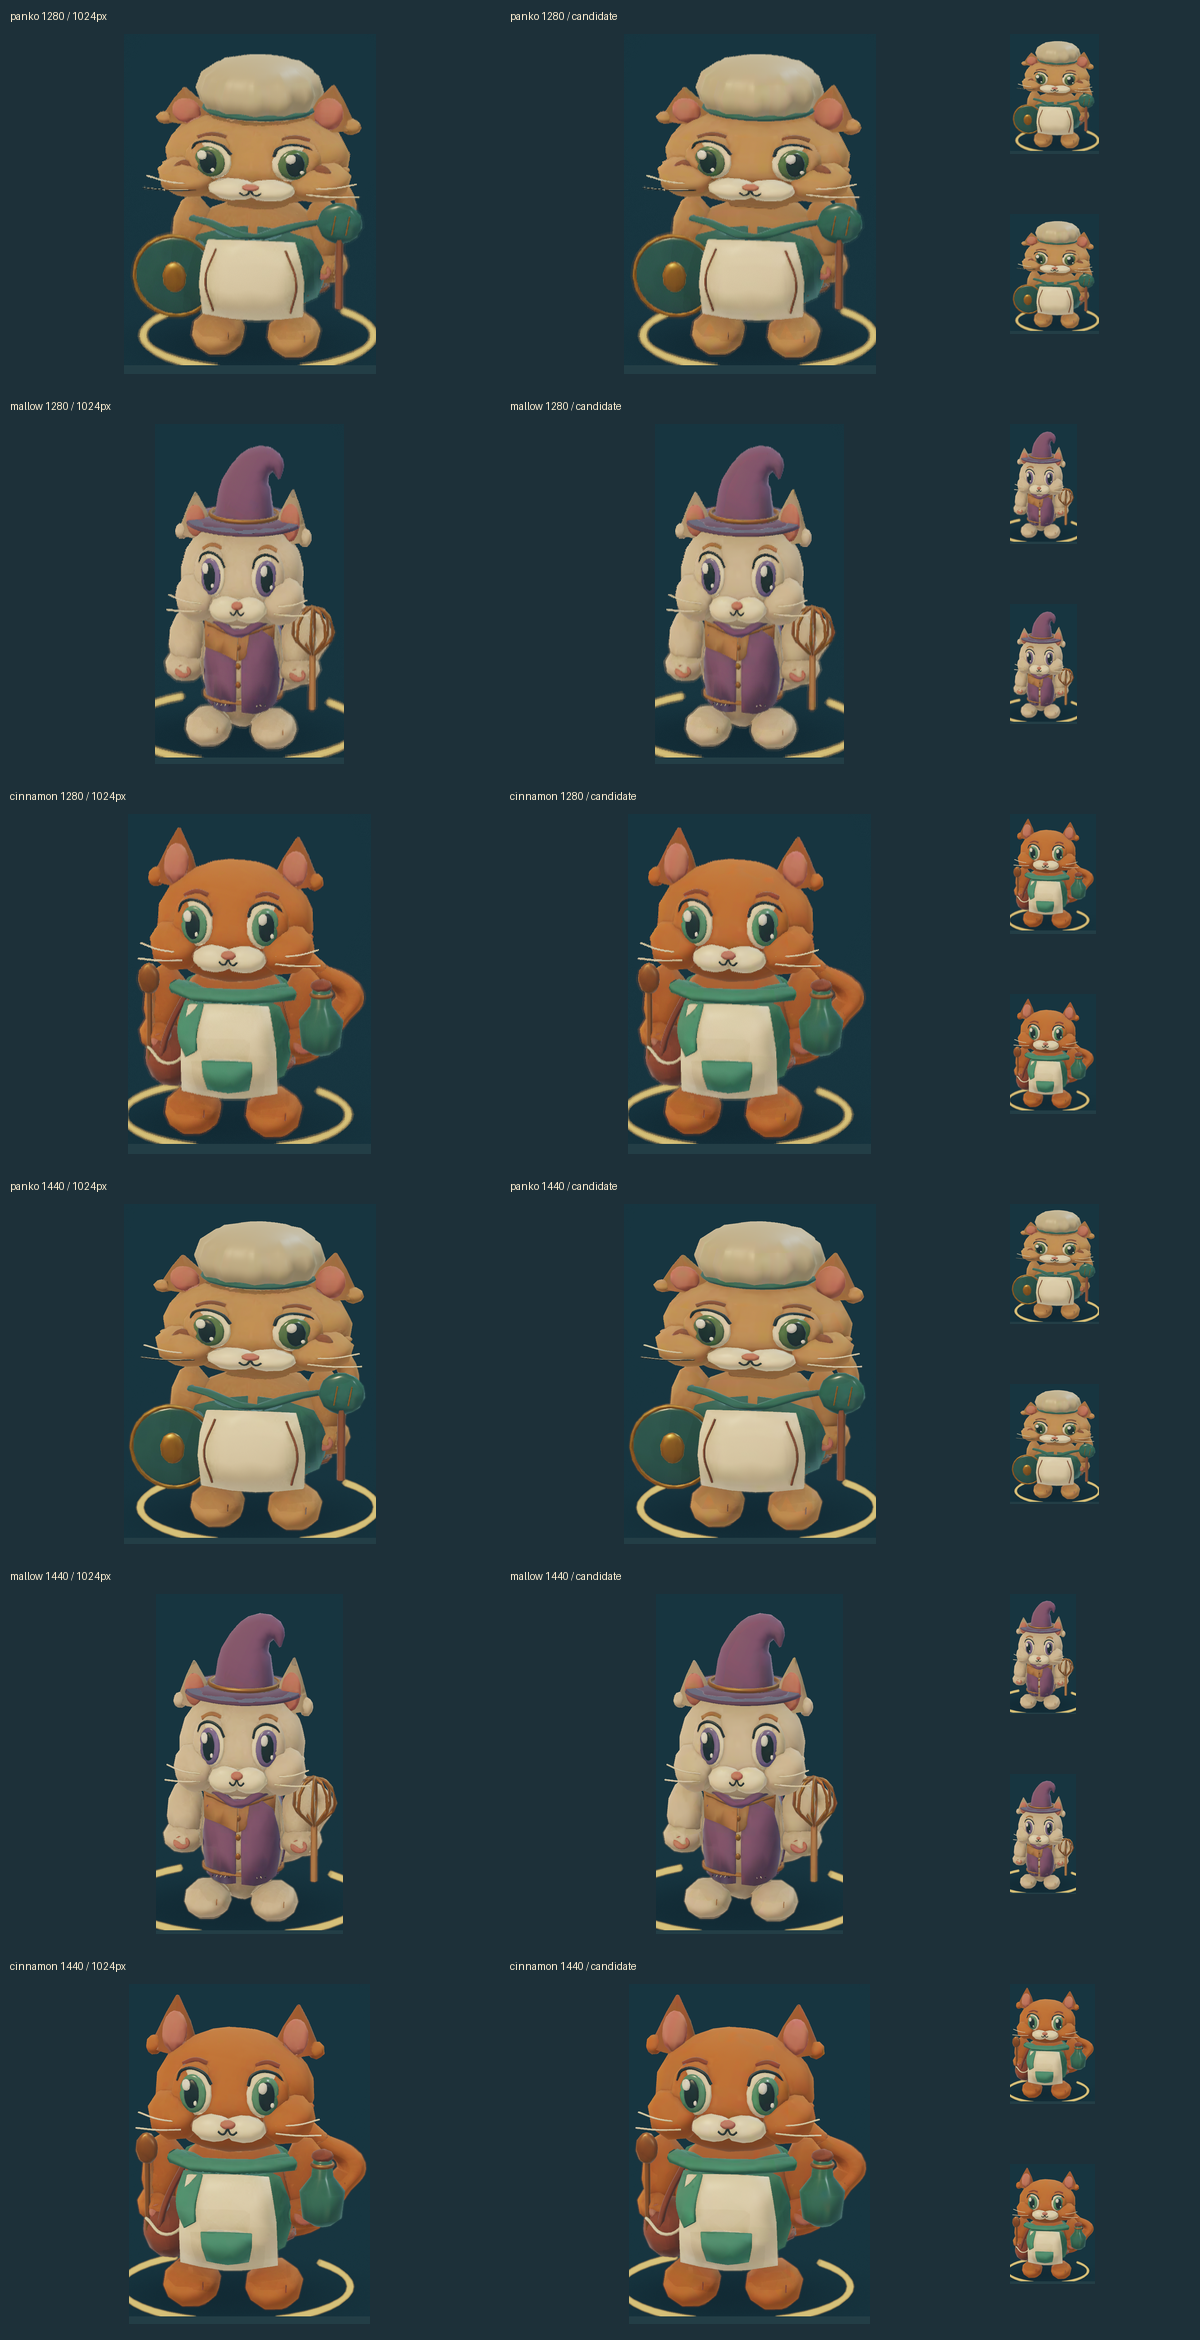 panko 1280 / 1024px
panko 1280 / candidate
mallow 1280 / 1024px
mallow 1280 / candidate
cinnamon 1280 / 1024px
cinnamon 1280 / candidate
panko 1440 / 1024px
panko 1440 / candidate
mallow 1440 / 1024px
mallow 1440 / candidate
cinnamon 1440 / 1024px
cinnamon 1440 / candidate